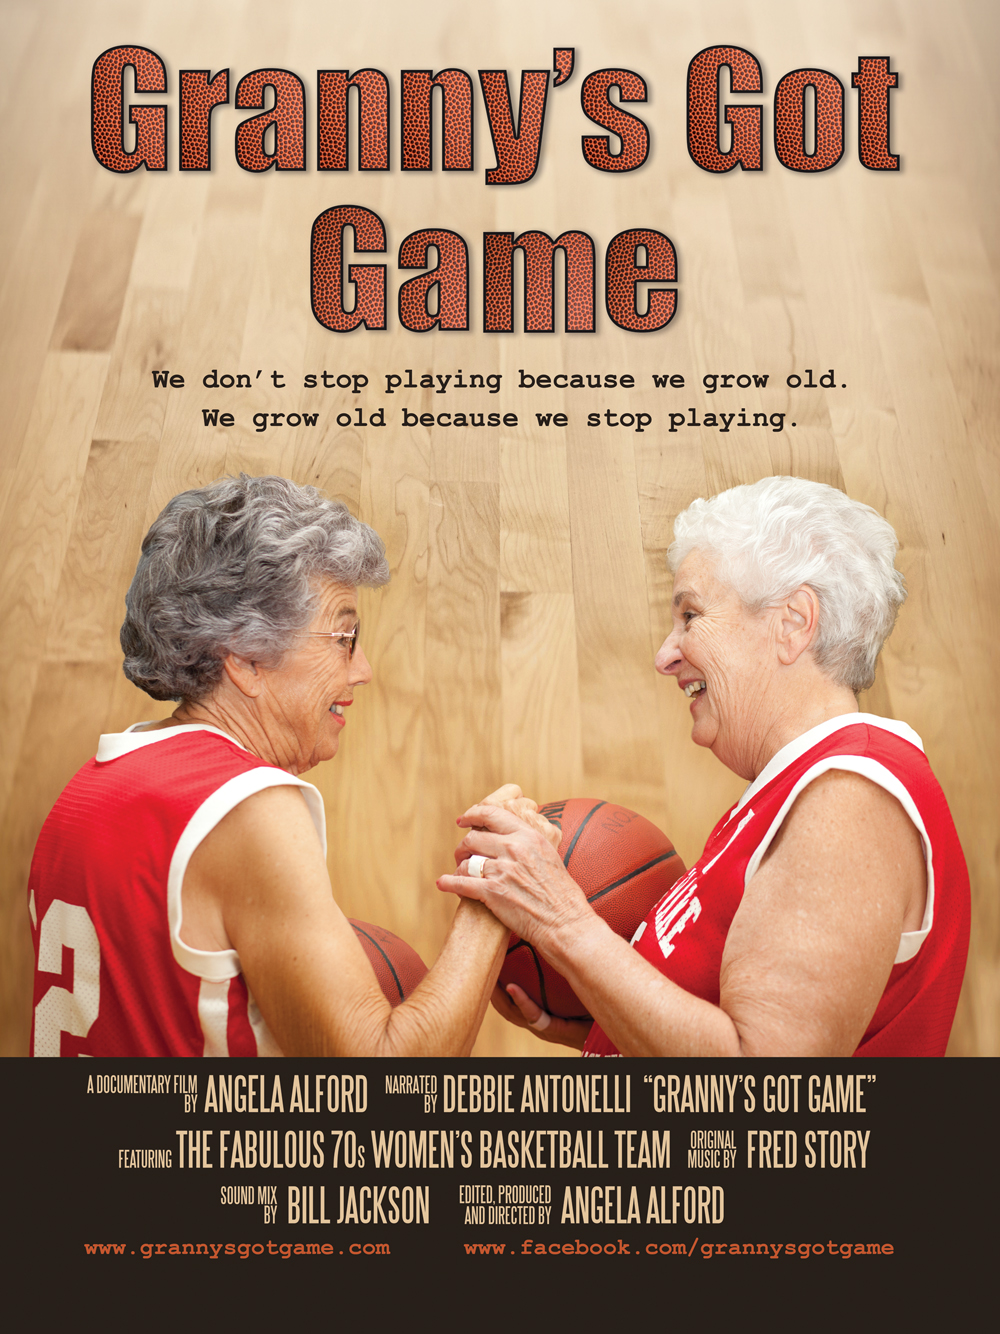 Granny's Got
Game
We don't stop playing because we grow old.
We grow old because we stop playing.
2
A DOCUMENTARY FILM BY ANGELA ALFORD NARRATED BY DEBBIE ANTONELLI "GRANNY'S GOT GAME"
FEATURING THE FABULOUS 70s WOMEN'S BASKETBALL TEAM ORIGINAL MUSIC BY FRED STORY
SOUND MIX BY BILL JACKSON EDITED, PRODUCED AND DIRECTED BY ANGELA ALFORD
www.grannysgotgame.com www.facebook.com/grannysgotgame